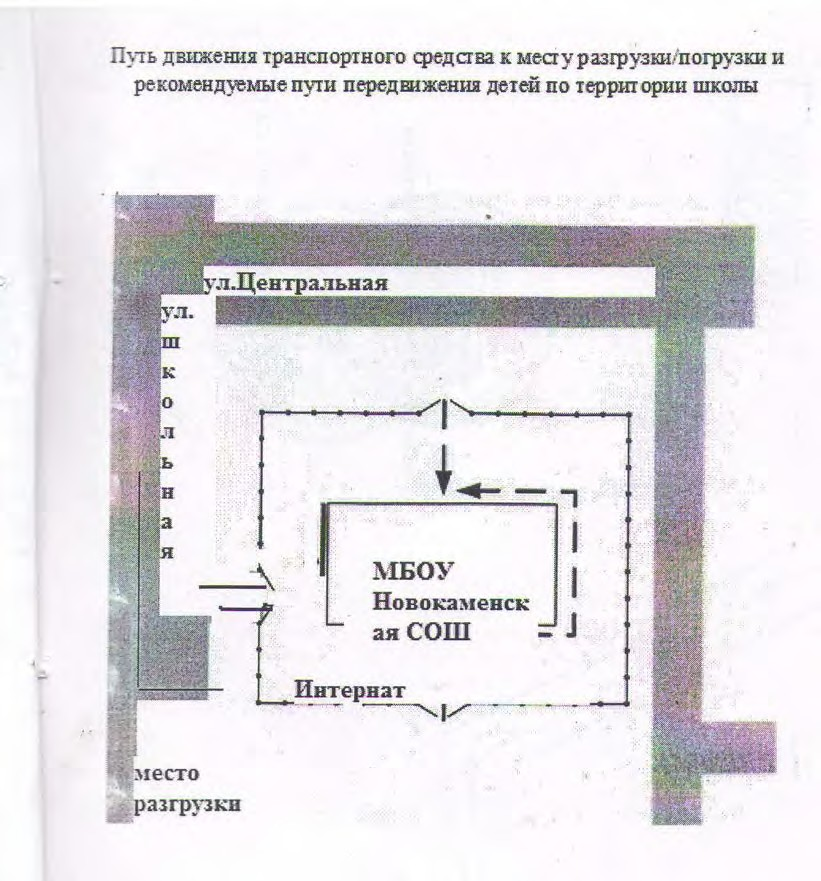 Путь движения транспортного средства к месту разгрузки/погрузки и
рекомендуемые пути передвижения детей по территории школы
ул.Центральная
ул.
ш
к
о
л
ь
н
а
я
МБОУ
Новокаменск
ая СОШ
Интернат
место
разгрузки